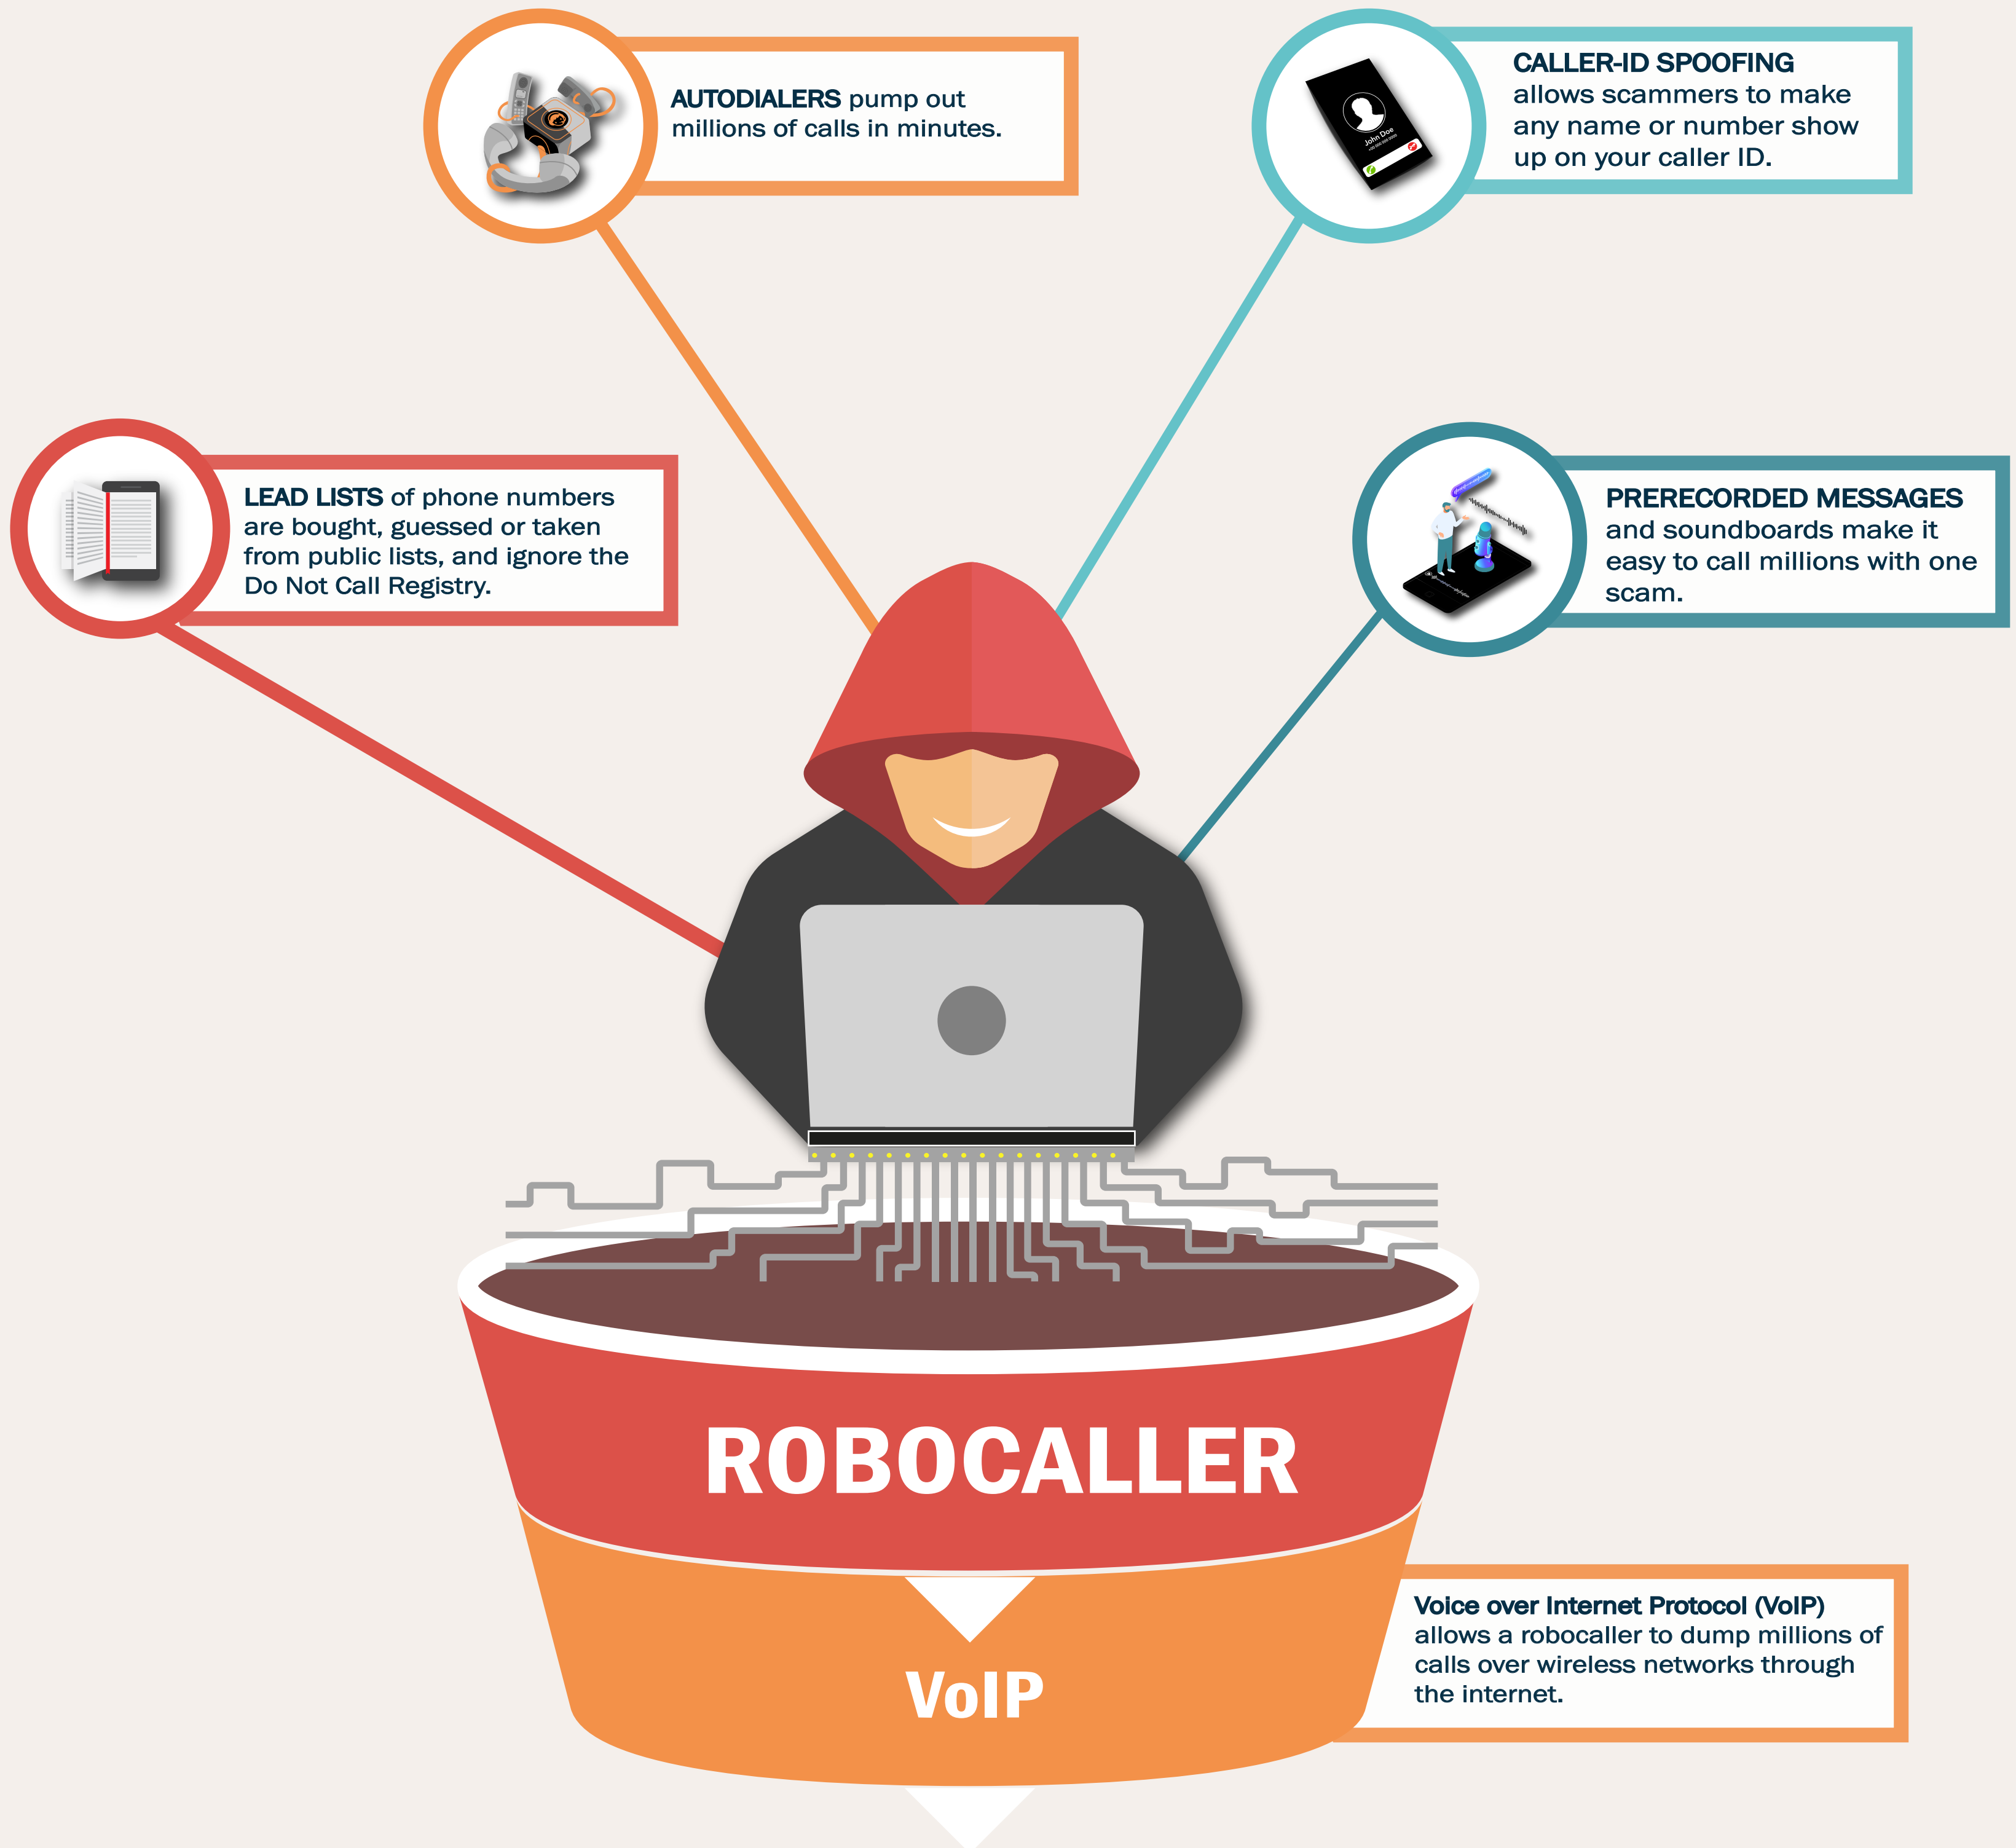 AUTODIALERS pump out
millions of calls in minutes.
CALLER-ID SPOOFING
allows scammers to make
any name or number show
up on your caller ID.
John Doe
LEAD LISTS of phone numbers
are bought, guessed or taken
from public lists, and ignore the
Do Not Call Registry.
PRERECORDED MESSAGES
and soundboards make it
easy to call millions with one
scam.
ROBOCALLER
VoIP
Voice over Internet Protocol (VoIP)
allows a robocaller to dump millions of
calls over wireless networks through
the internet.